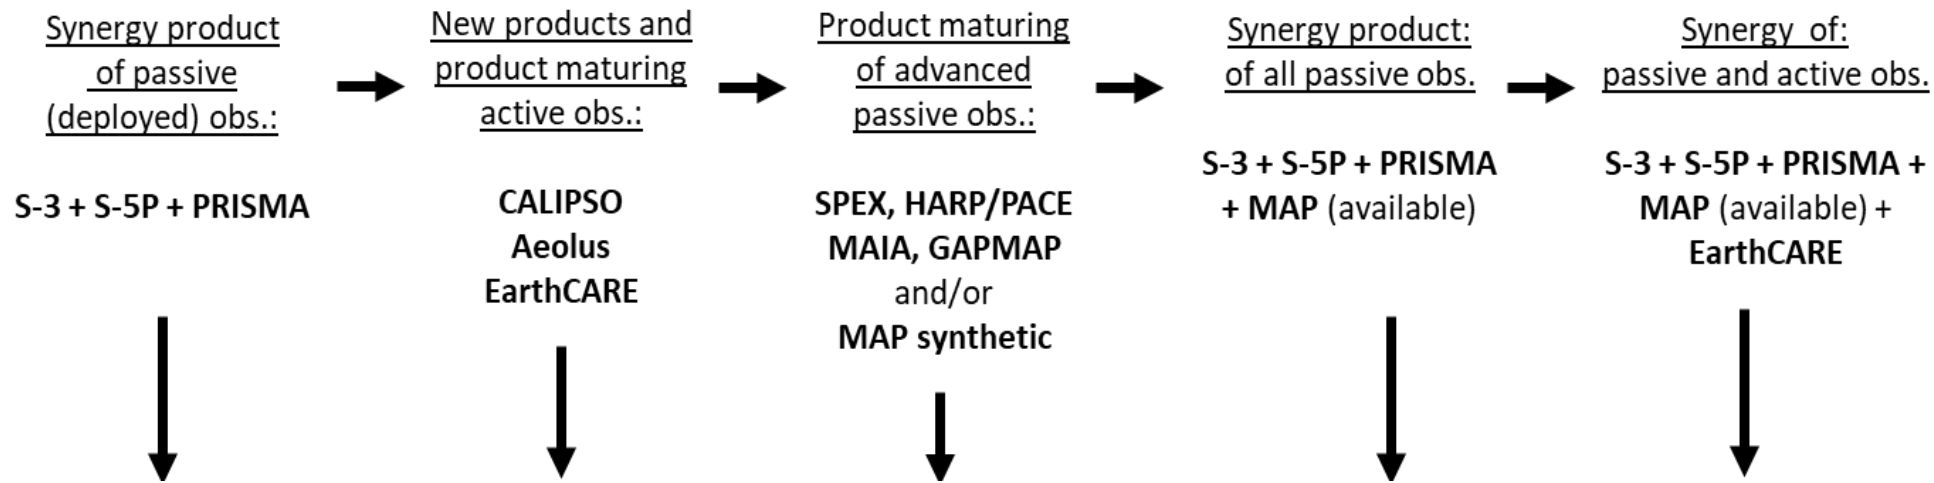 Synergy product
of passive
(deployed) obs.:
S-3 + S-5P + PRISMA
New products and
product maturing
active obs.:
CALIPSO
Aeolus
EarthCARE
Product maturing
of advanced
passive obs.:
SPEX, HARP/PACE
MAIA, GAPMAP
and/or
MAP synthetic
Synergy product:
of all passive obs.
S-3 + S-5P + PRISMA
+ MAP (available)
Synergy of:
passive and active obs.
S-3 + S-5P + PRISMA +
MAP (available) +
EarthCARE